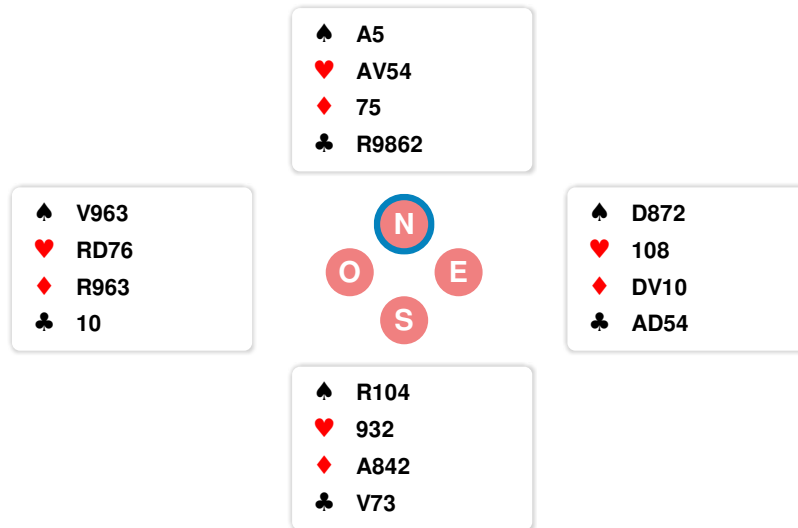 ♠ A5
♥ AV54
♦ 75
♣ R9862
♠ V963
♥ RD76
♦ R963
♣ 10
N
O
E
S
♠ D872
♥ 108
♦ DV10
♣ AD54
♠ R104
♥ 932
♦ A842
♣ V73